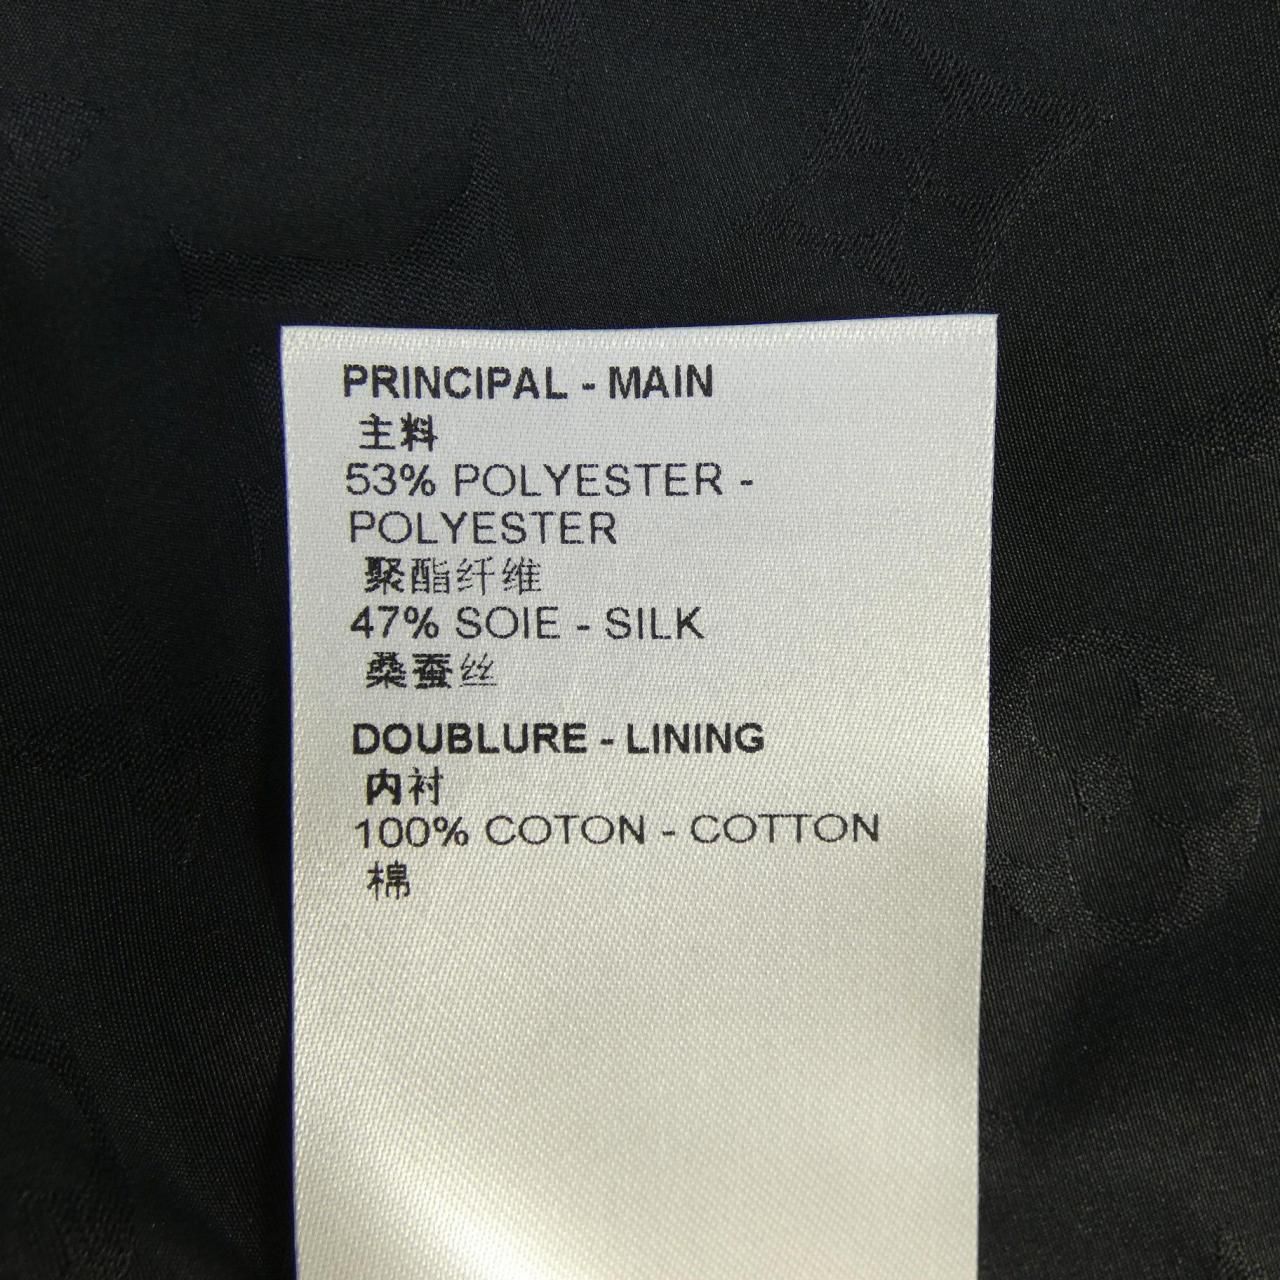 PRINCIPAL - MAIN
主料
53% POLYESTER -
POLYESTER
聚酯纤维
47% SOIE - SILK
桑蚕丝
DOUBLURE - LINING
内衬
100% COTON - COTTON
棉